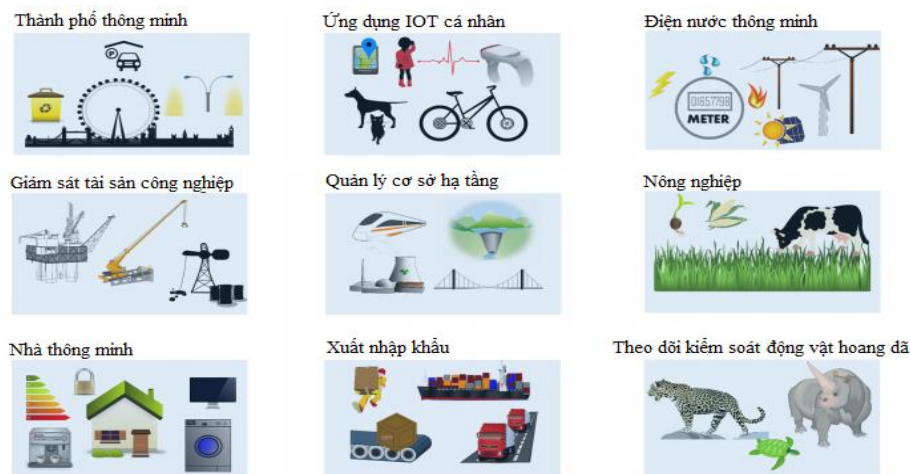 Thành phố thông minh
Ứng dụng IOT cá nhân
Điện nước thông minh
P
01657798
METER
Giám sát tài sản công nghiệp
Quản lý cơ sở hạ tầng
Nông nghiệp
Nhà thông minh
Xuất nhập khẩu
Theo dõi kiểm soát động vật hoang dã